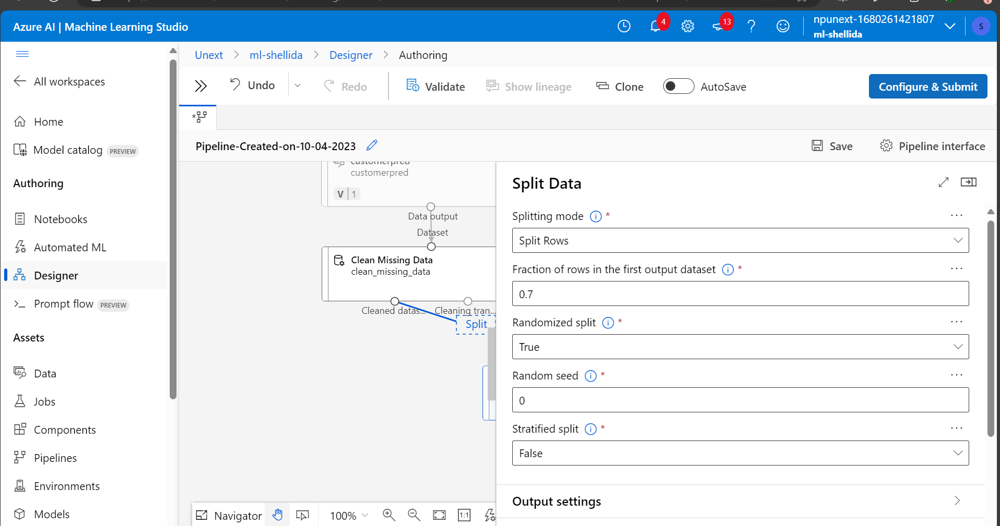 Azure AI | Machine Learning Studio
4
13
npunext-1680261421807
ml-shellida
S
All workspaces
Home
Model catalog PREVIEW
Authoring
Notebooks
Automated ML
Designer
Prompt flow PREVIEW
Assets
Data
Jobs
Components
Pipelines
Environments
Models
Unext > ml-shellida > Designer > Authoring
Undo
Redo
Validate
Show lineage
Clone
AutoSave
Configure & Submit
Pipeline-Created-on-10-04-2023
Save
Pipeline interface
customerpred
customerpred
V 1
Data output
Dataset
Clean Missing Data
clean_missing_data
Cleaned datas...
Cleaning tran...
Split
Navigator
100%
1:1
Split Data
Splitting mode *
Split Rows
Fraction of rows in the first output dataset *
0.7
Randomized split *
True
Random seed *
0
Stratified split *
False
Output settings